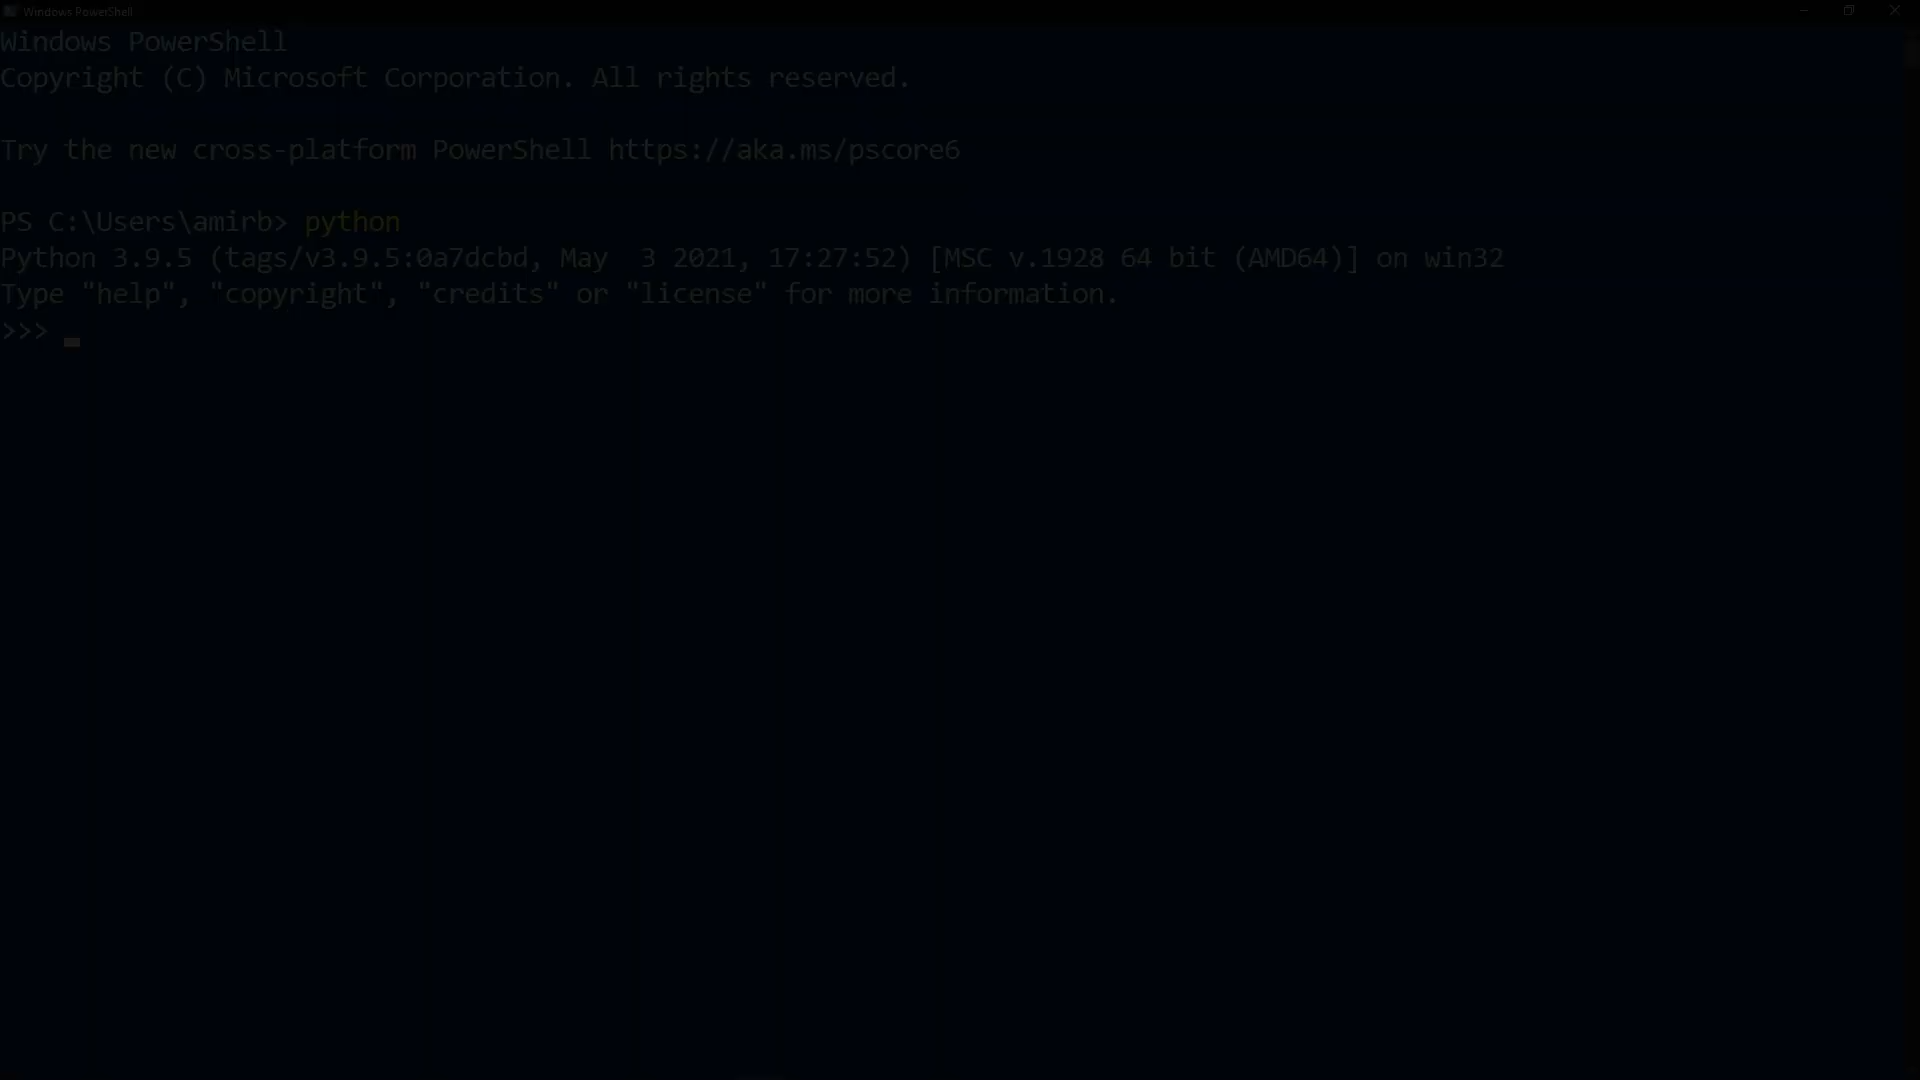 Windows PowerShell
Windows PowerShell
Copyright (C) Microsoft Corporation. All rights reserved.
Try the new cross-platform PowerShell https://aka.ms/pscore6
PS C:\Users\amirb> python
Python 3.9.5 (tags/v3.9.5:0a7dcbd, May  3 2021, 17:27:52) [MSC v.1928 64 bit (AMD64)] on win32
Type "help", "copyright", "credits" or "license" for more information.
>>>